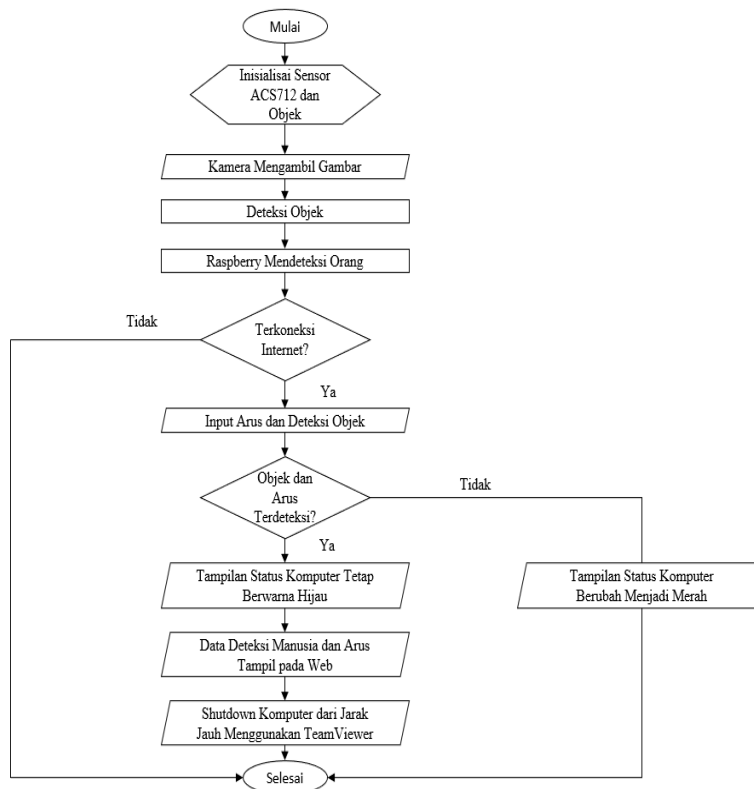 Mulai
Inisialisai Sensor
ACS712 dan
Objek
Kamera Mengambil Gambar
Deteksi Objek
Raspberry Mendeteksi Orang
Tidak
Terkoneksi
Internet?
Ya
Input Arus dan Deteksi Objek
Objek dan
Arus
Terdeteksi?
Tidak
Ya
Tampilan Status Komputer Tetap
Berwarna Hijau
Tampilan Status Komputer
Berubah Menjadi Merah
Data Deteksi Manusia dan Arus
Tampil pada Web
Shutdown Komputer dari Jarak
Jauh Menggunakan TeamViewer
Selesai